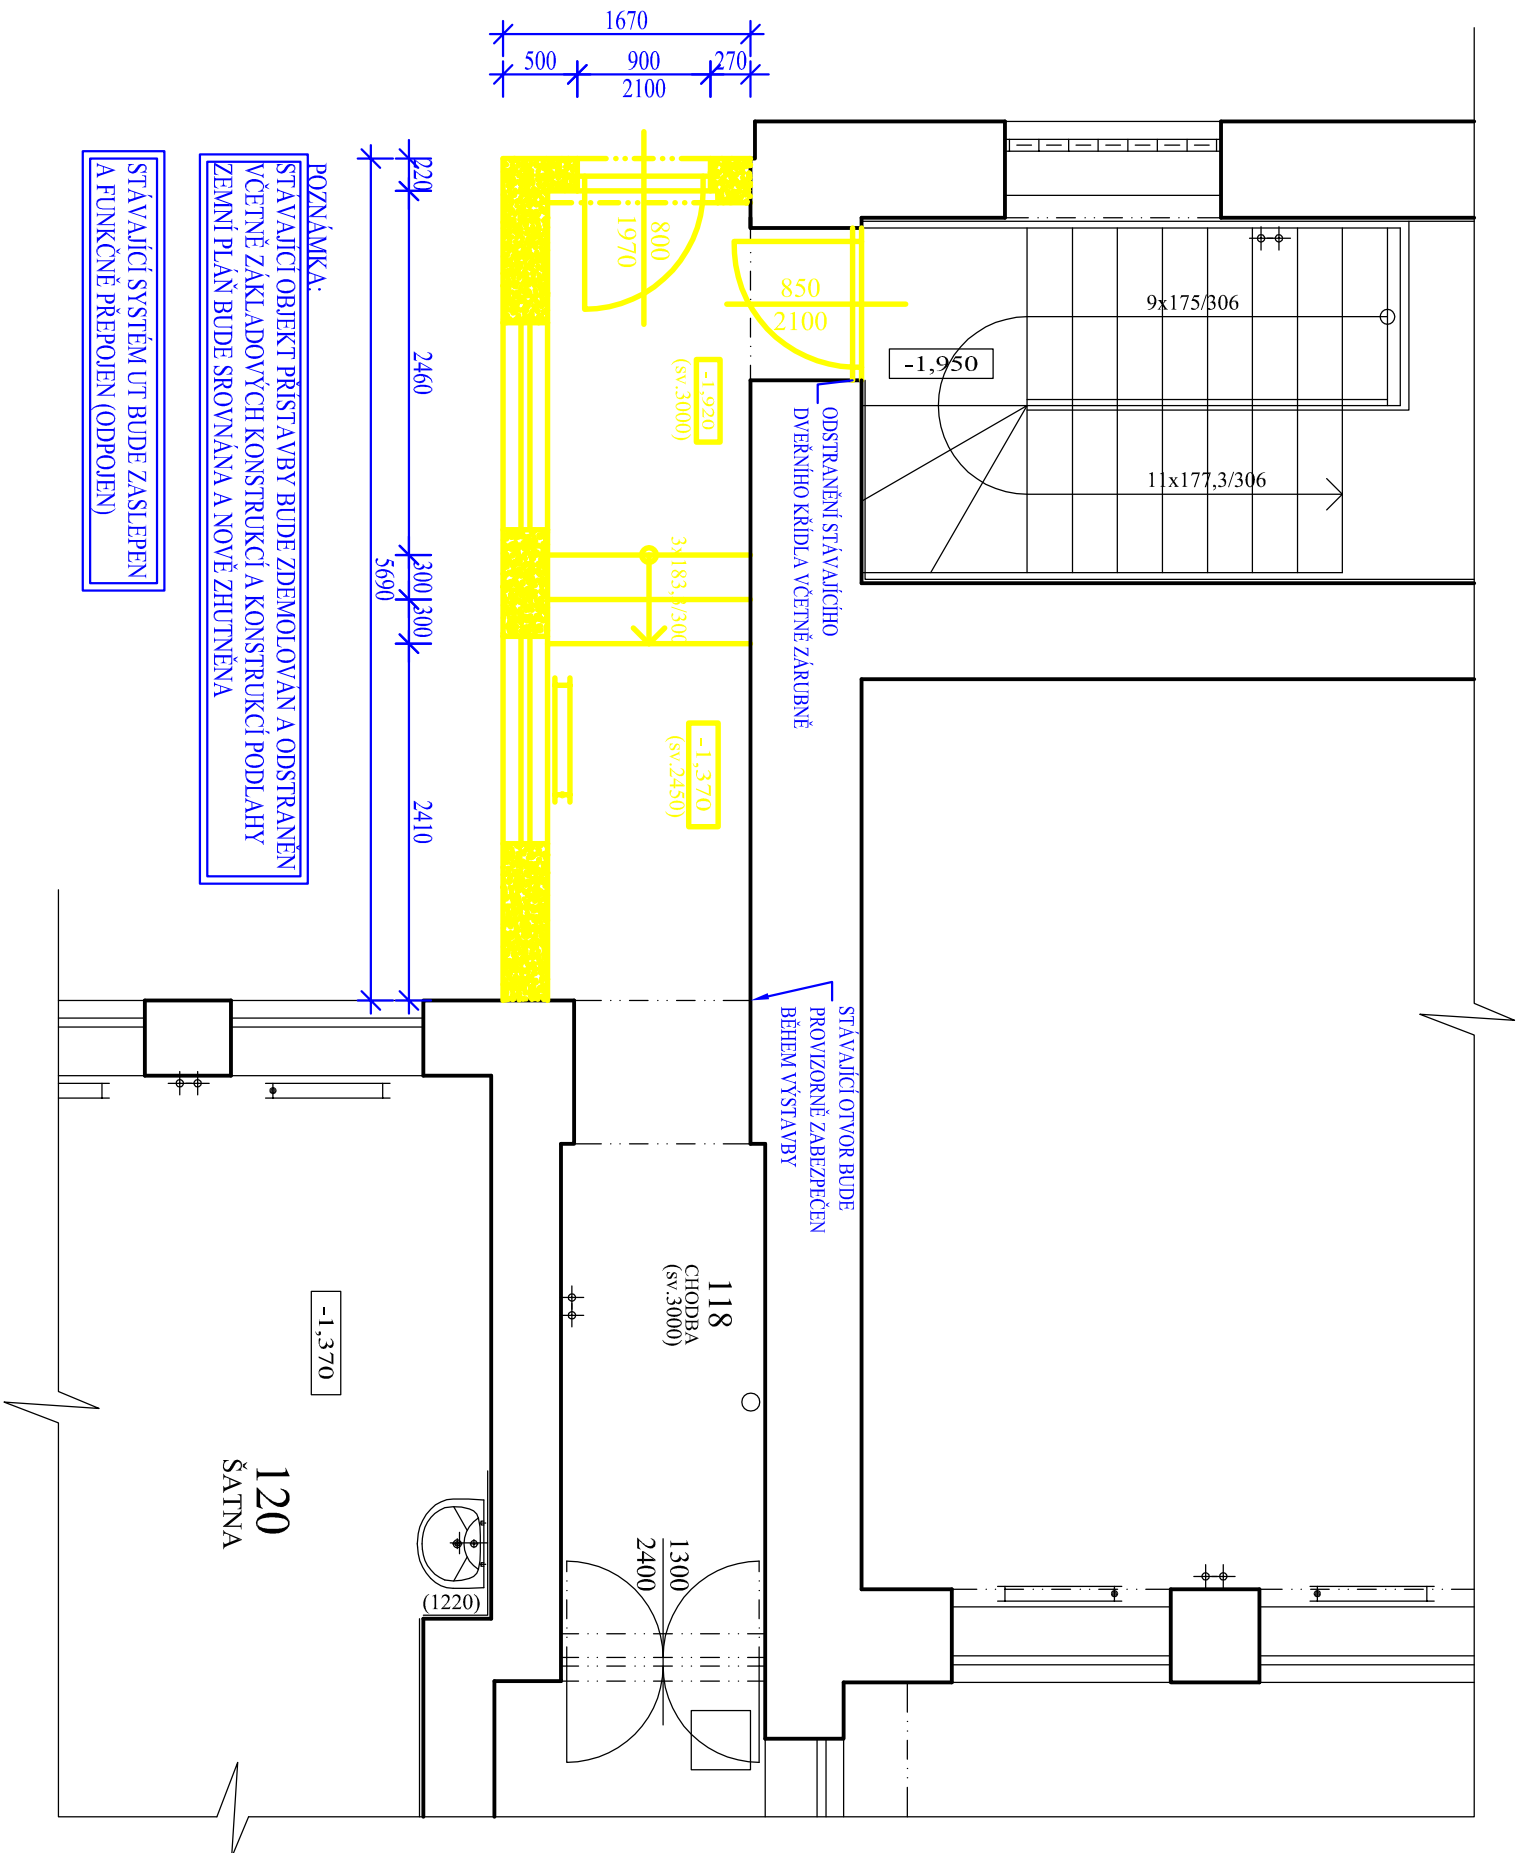 1670
500
900
270
2100
POZNÁMKA:
STÁVAJÍCÍ OBJEKT PŘÍSTAVBY BUDE ZDEMOLOVÁN A ODSTRANĚN
VČETNĚ ZÁKLADOVÝCH KONSTRUKCÍ A KONSTRUKCÍ PODLAHY
ZEMNÍ PLÁŇ BUDE SROVNÁNA A NOVĚ ZHUTNĚNA
STÁVAJÍCÍ SYSTÉM UT BUDE ZASLEPEN
A FUNKČNĚ PŘEPOJEN (ODPOJEN)
220
2460
300
300
2410
5690
800
1970
850
2100
-1,920
(sv.3000)
3x183,3/300
-1,370
(sv.2450)
9x175/306
-1,950
11x177,3/306
ODSTRANĚNÍ STÁVAJÍCÍHO
DVEŘNÍHO KŘÍDLA VČETNĚ ZÁRUBNĚ
STÁVAJÍCÍ OTVOR BUDE
PROVIZORNĚ ZABEZPEČEN
BĚHEM VÝSTAVBY
118
CHODBA
(sv.3000)
-1,370
120
ŠATNA
(1220)
1300
2400